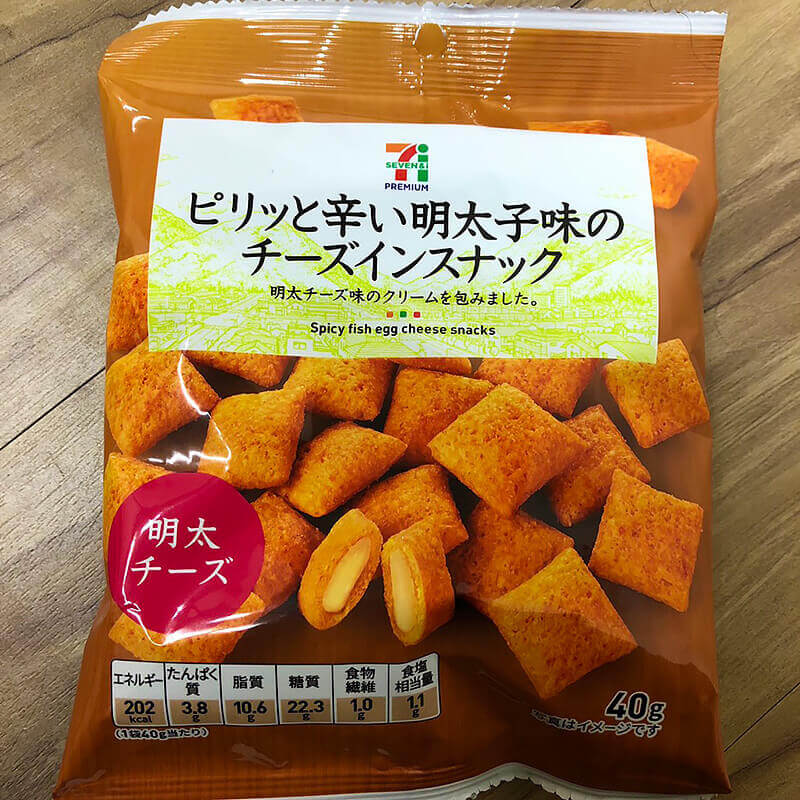 7i
SEVEN&i
PREMIUM
ピリッと辛い明太子味の
チーズインスナック
明太チーズ味のクリームを包みました。
Spicy fish egg cheese snacks
明太
チーズ
エネルギー たんぱく質 脂質 糖質 食物繊維 食塩相当量
202kcal 3.8g 10.6g 22.3g 1.0g 1.1g
(1袋40g当たり)
40g
写真はイメージです